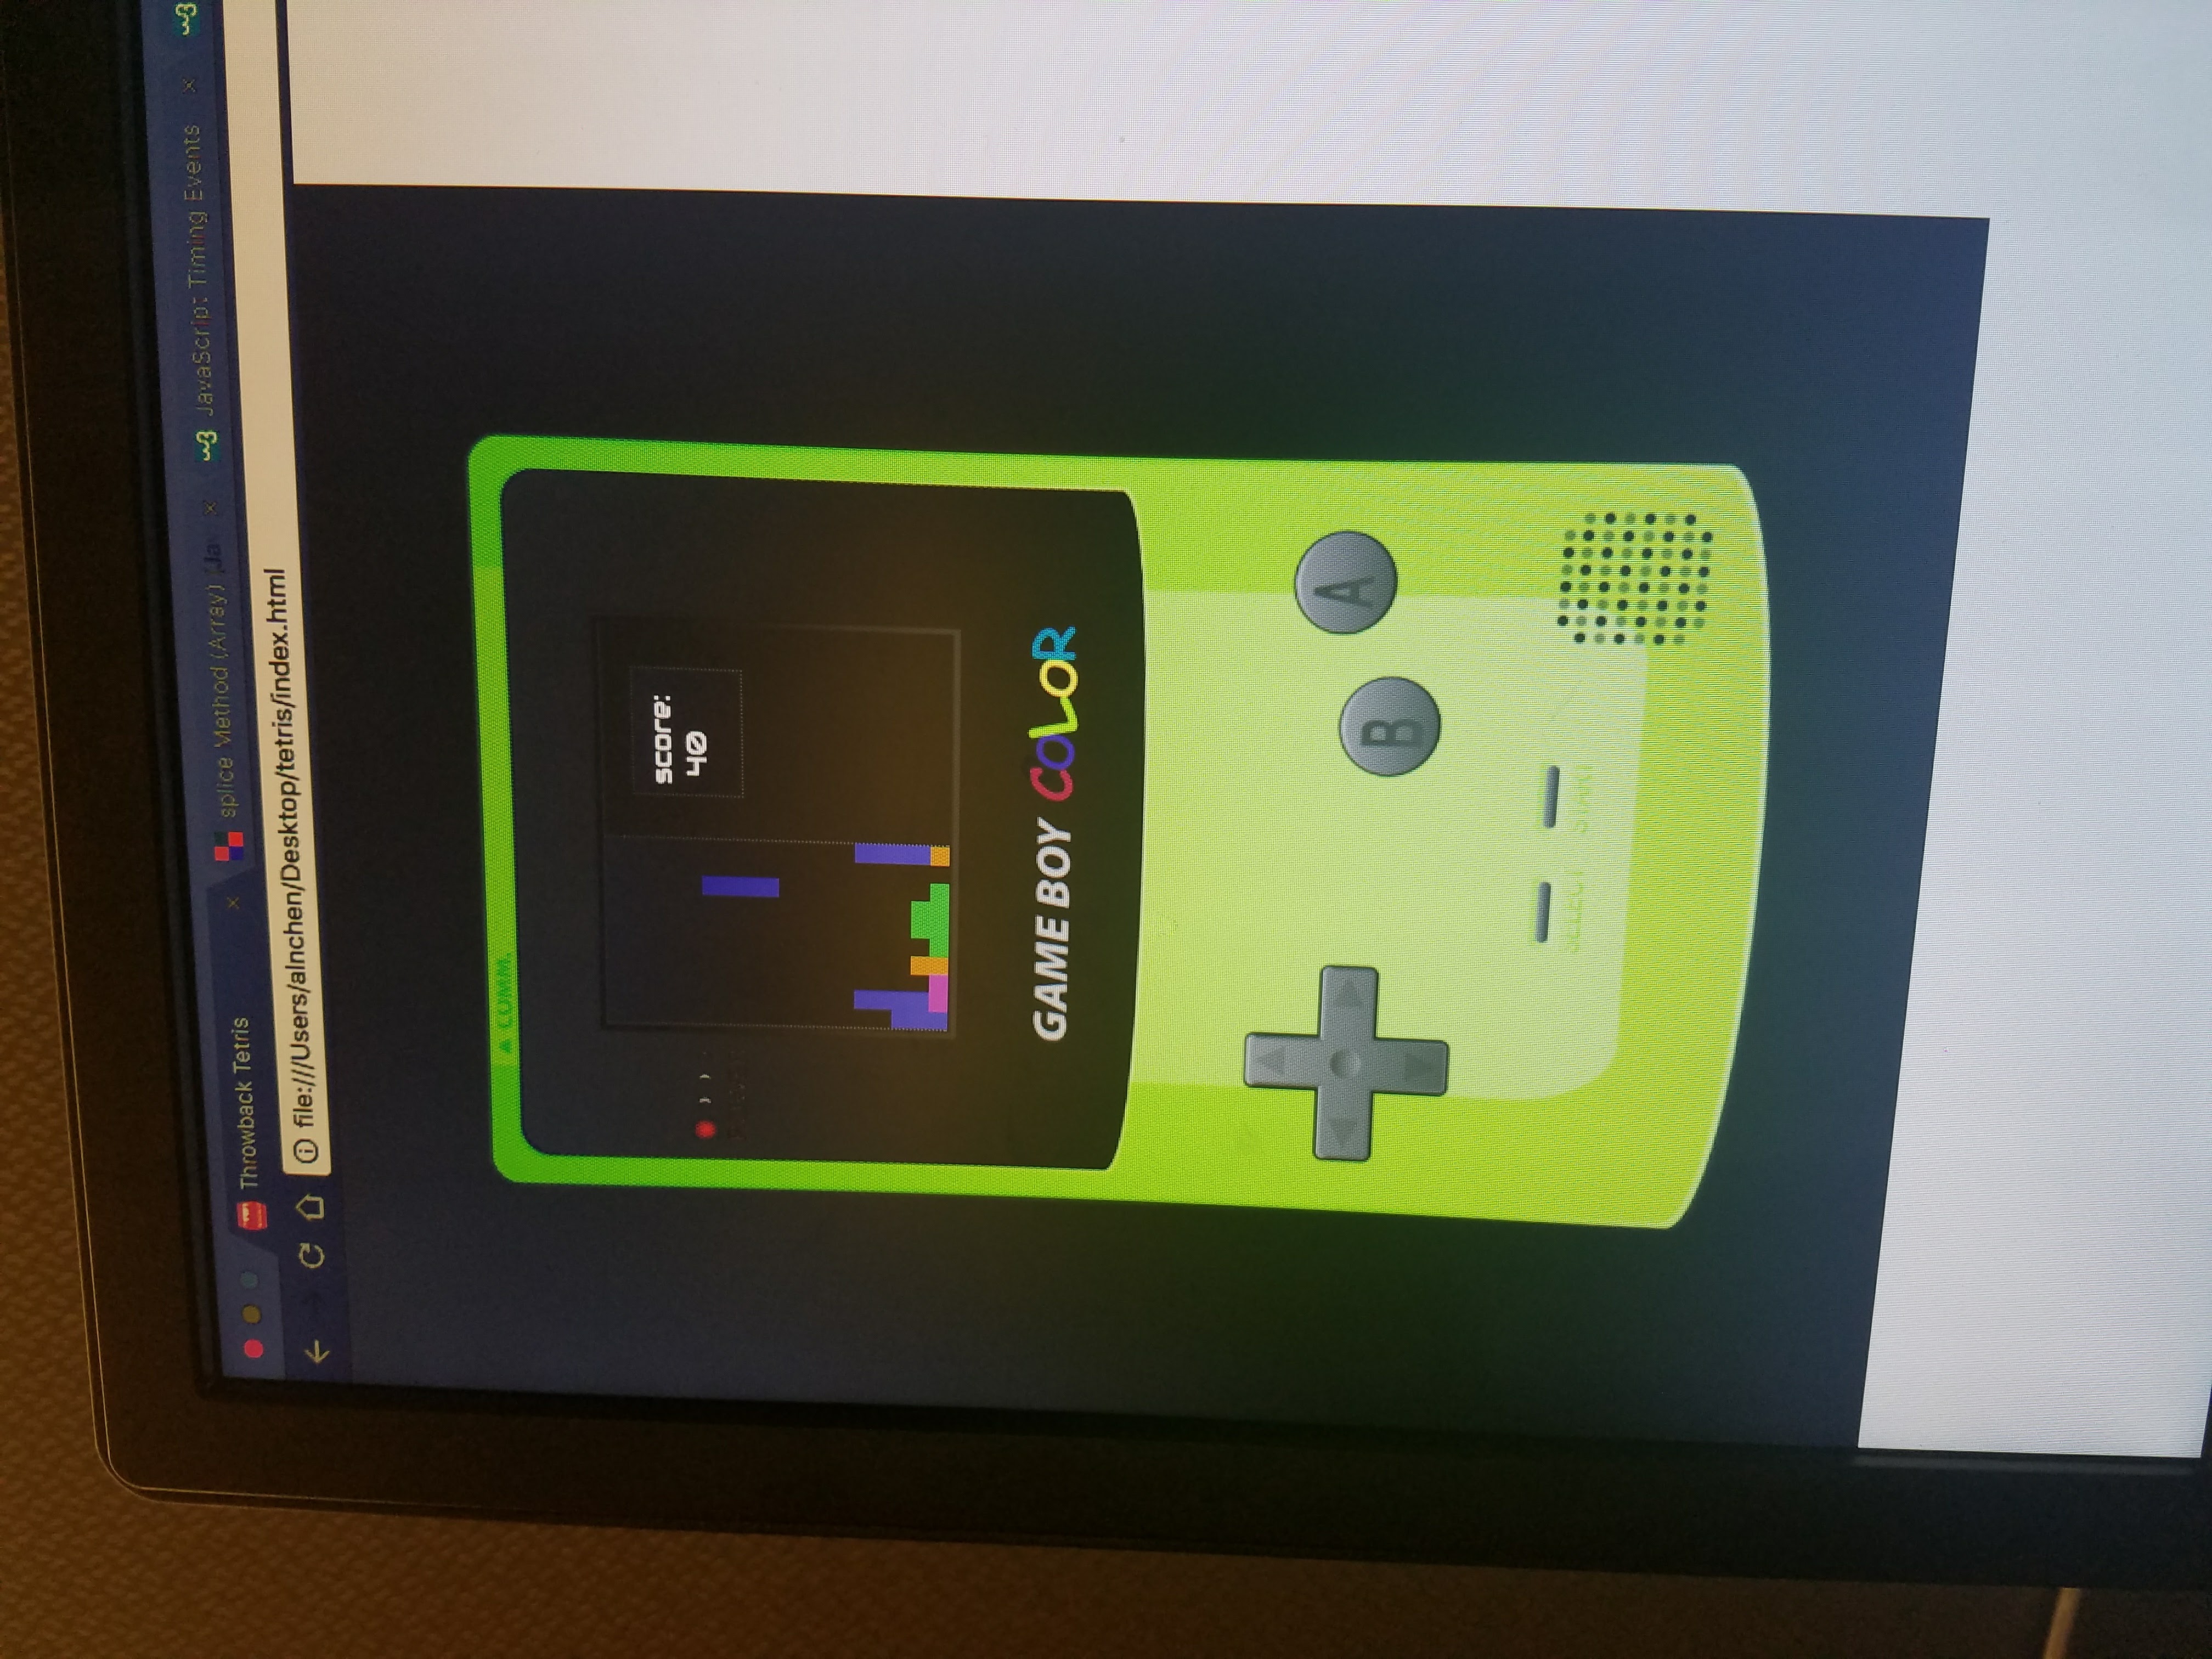 Throwback Tetris
splice Method (Array) (Ja
JavaScript Timing Events
file:///Users/alnchen/Desktop/tetris/index.html
▲ COMM.
score:
40
GAME BOY COLOR
A
B
SELECT START